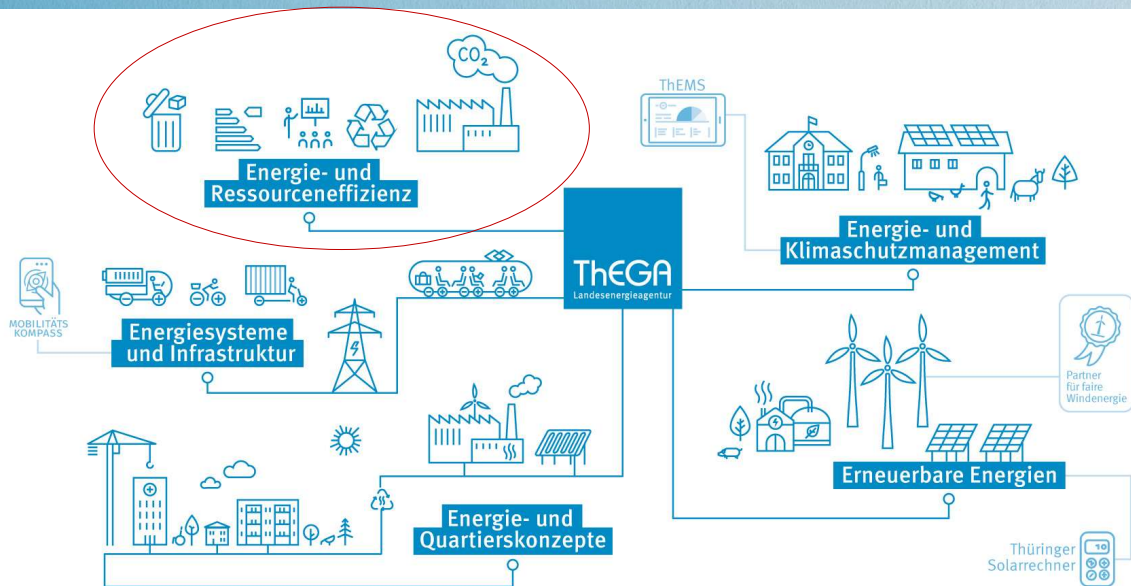 CO₂
Energie- und
Ressourceneffizienz
ThEMS
Energie- und
Klimaschutzmanagement
ThEGA
Landesenergieagentur
MOBILITÄTS
KOMPASS
Energiesysteme
und Infrastruktur
Partner
für faire
Windenergie
Erneuerbare Energien
Energie- und
Quartierskonzepte
Thüringer
Solarrechner
10